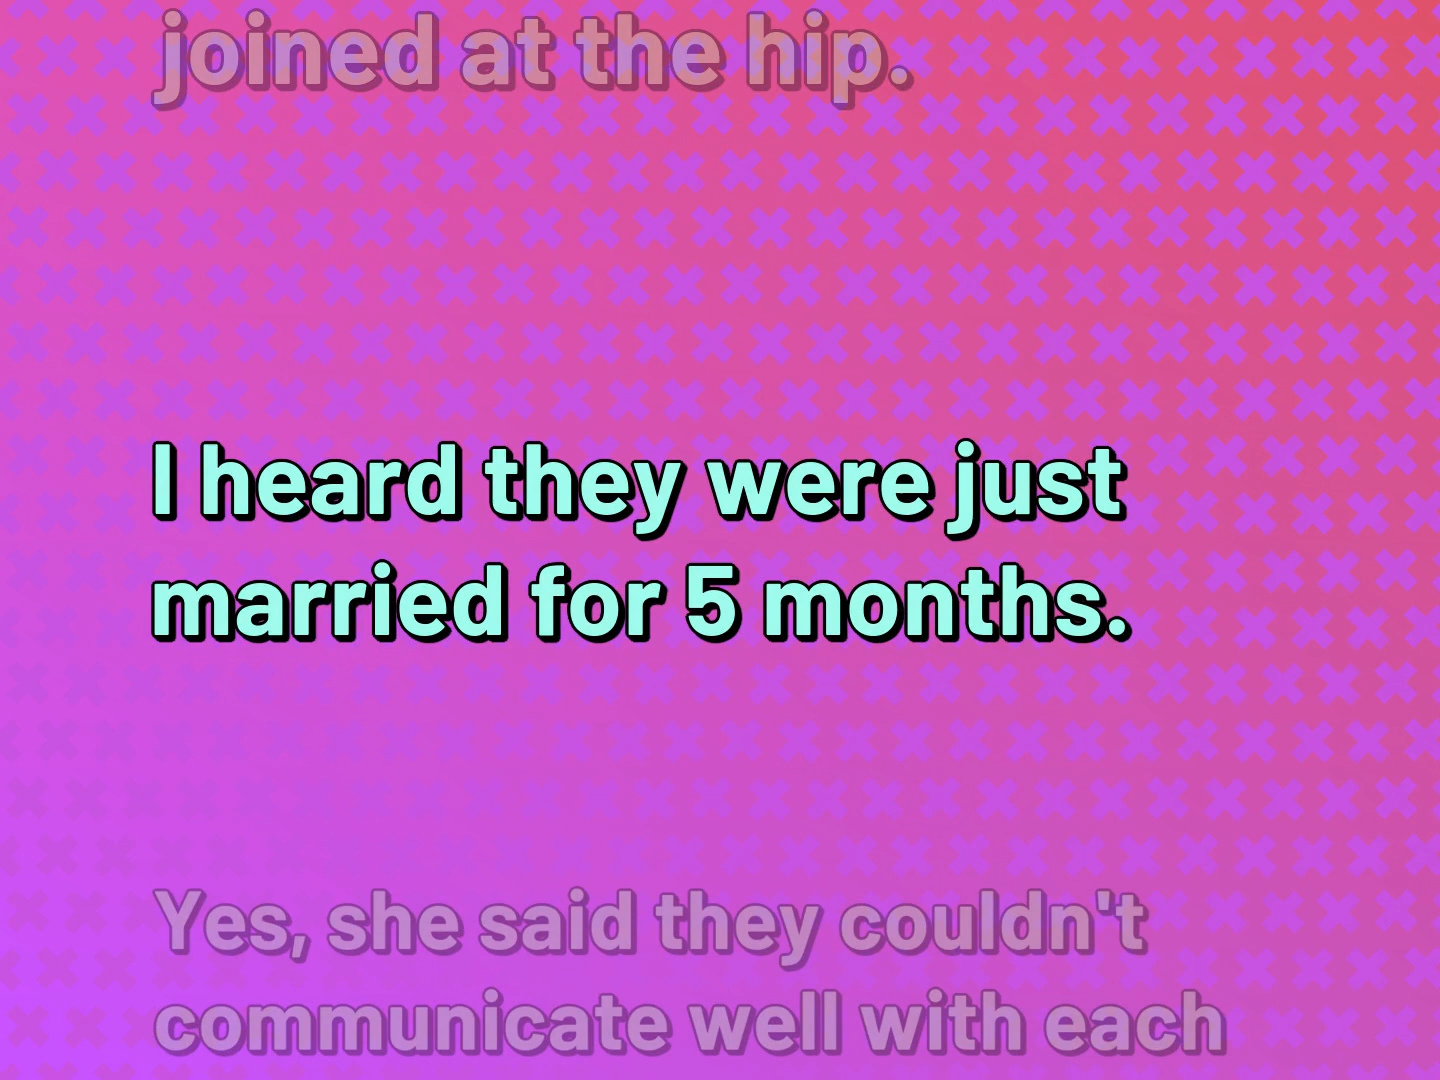 joined at the hip.
I heard they were just
married for 5 months.
Yes, she said they couldn't
communicate well with each